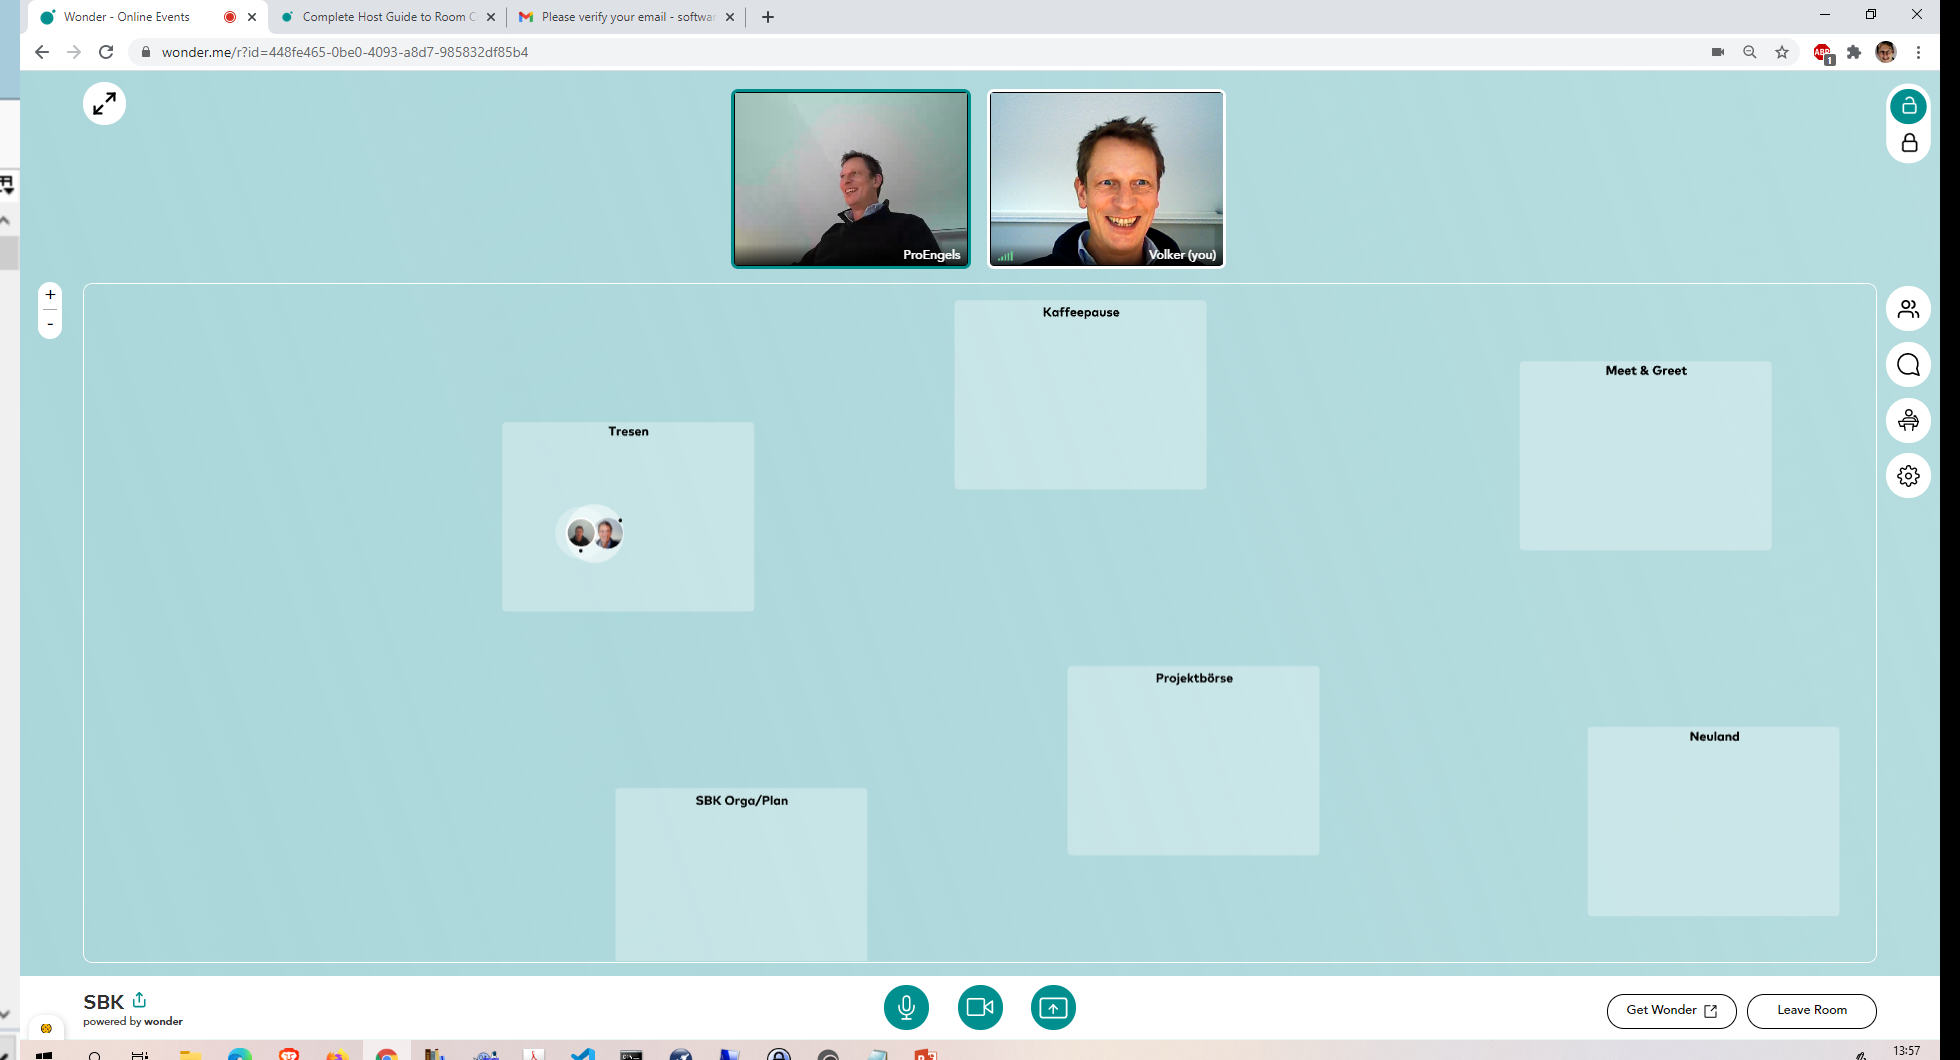 Wonder - Online Events
Complete Host Guide to Room C
Please verify your email - softwar
wonder.me/r?id=448fe465-0be0-4093-a8d7-985832df85b4
ABP
1
ProEngels
Volker (you)
+
-
Kaffeepause
Meet & Greet
Tresen
Projektbörse
Neuland
SBK Orga/Plan
SBK
powered by wonder
Get Wonder
Leave Room
13:57